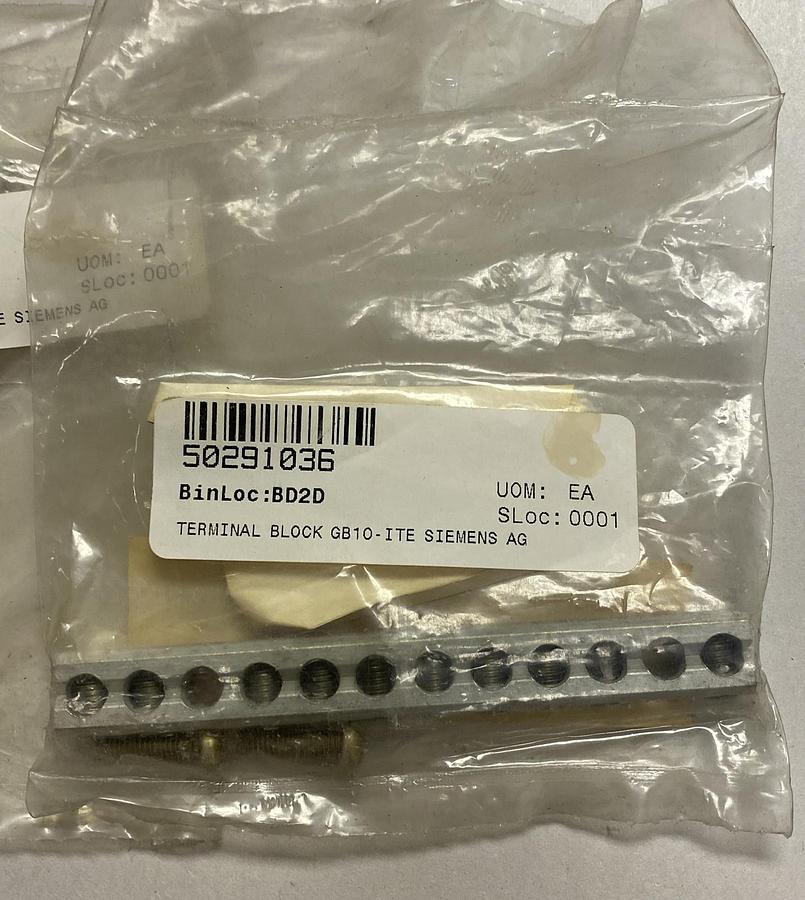 UOM: EA
SLoc: 0001
E SIEMENS AG
50291036
BinLoc:BD2D
UOM: EA
SLoc: 0001
TERMINAL BLOCK GB10-ITE SIEMENS AG